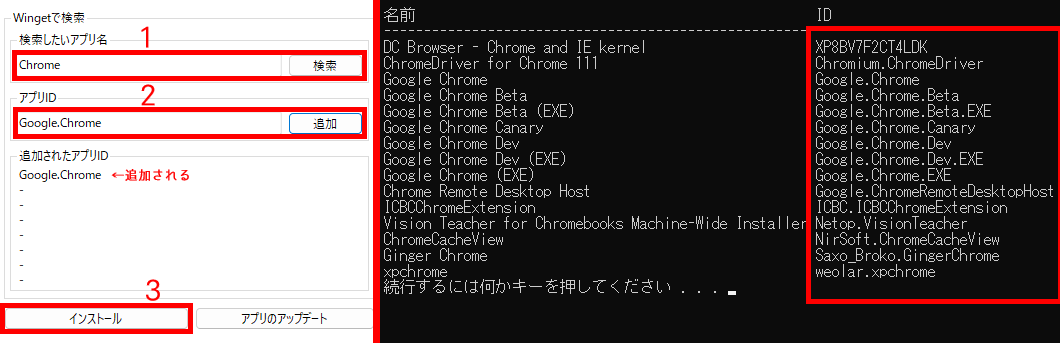 Wingetで検索
検索したいアプリ名
1
Chrome 検索
アプリID
2
Google.Chrome 追加
追加されたアプリID
Google.Chrome ←追加される
-
-
-
-
-
-
-
3
インストール アプリのアップデート
名前 ID
--------------------------------------------------------------------------------
DC Browser - Chrome and IE kernel XP8BV7F2CT4LDK
ChromeDriver for Chrome 111 Chromium.ChromeDriver
Google Chrome Google.Chrome
Google Chrome Beta Google.Chrome.Beta
Google Chrome Beta (EXE) Google.Chrome.Beta.EXE
Google Chrome Canary Google.Chrome.Canary
Google Chrome Dev Google.Chrome.Dev
Google Chrome Dev (EXE) Google.Chrome.Dev.EXE
Google Chrome (EXE) Google.Chrome.EXE
Chrome Remote Desktop Host Google.ChromeRemoteDesktopHost
ICBCChromeExtension ICBC.ICBCChromeExtension
Vision Teacher for Chromebooks Machine-Wide Installer Netop.VisionTeacher
ChromeCacheView NirSoft.ChromeCacheView
Ginger Chrome Saxo_Broko.GingerChrome
xpchrome weolar.xpchrome
続行するには何かキーを押してください . . .